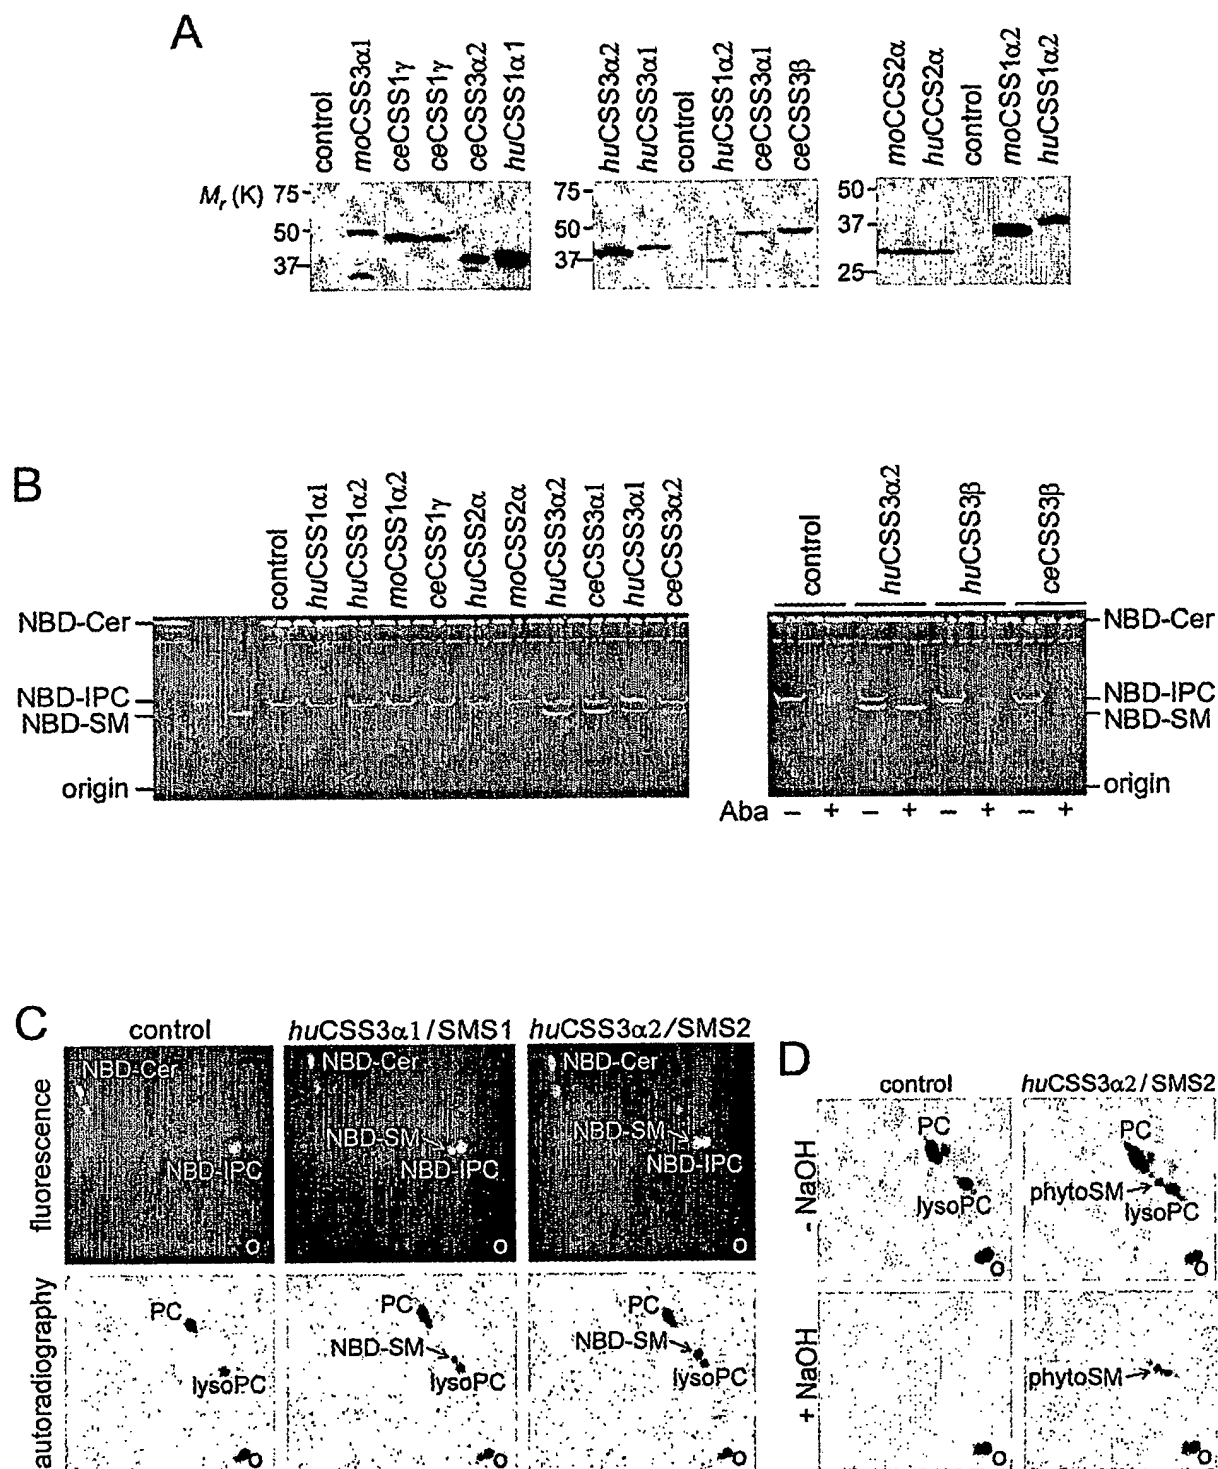 A
control
moCSS3α1
ceCSS1γ
ceCSS1γ
ceCSS3α2
huCSS1α1
huCSS3α2
huCSS3α1
control
huCSS1α2
ceCSS3α1
ceCSS3β
moCCS2α
huCCS2α
control
moCSS1α2
huCSS1α2
Mr (K) 75
50
37
75
50
37
50
37
25
B
control
huCSS1α1
huCSS1α2
moCSS1α2
ceCSS1γ
huCSS2α
moCSS2α
huCSS3α2
ceCSS3α1
huCSS3α1
ceCSS3α2
control
huCSS3α2
huCSS3β
ceCSS3β
NBD-Cer
NBD-IPC
NBD-SM
origin
NBD-Cer
NBD-IPC
NBD-SM
origin
Aba – + – + – + – +
C
control
huCSS3α1/SMS1
huCSS3α2/SMS2
fluorescence
NBD-Cer
NBD-IPC
O
NBD-Cer
NBD-SM
NBD-IPC
O
NBD-Cer
NBD-SM
NBD-IPC
O
autoradiography
PC
lysoPC
O
PC
NBD-SM
lysoPC
O
PC
NBD-SM
lysoPC
O
D
control
huCSS3α2/SMS2
- NaOH
PC
lysoPC
O
PC
phytoSM
lysoPC
O
+ NaOH
O
phytoSM
O